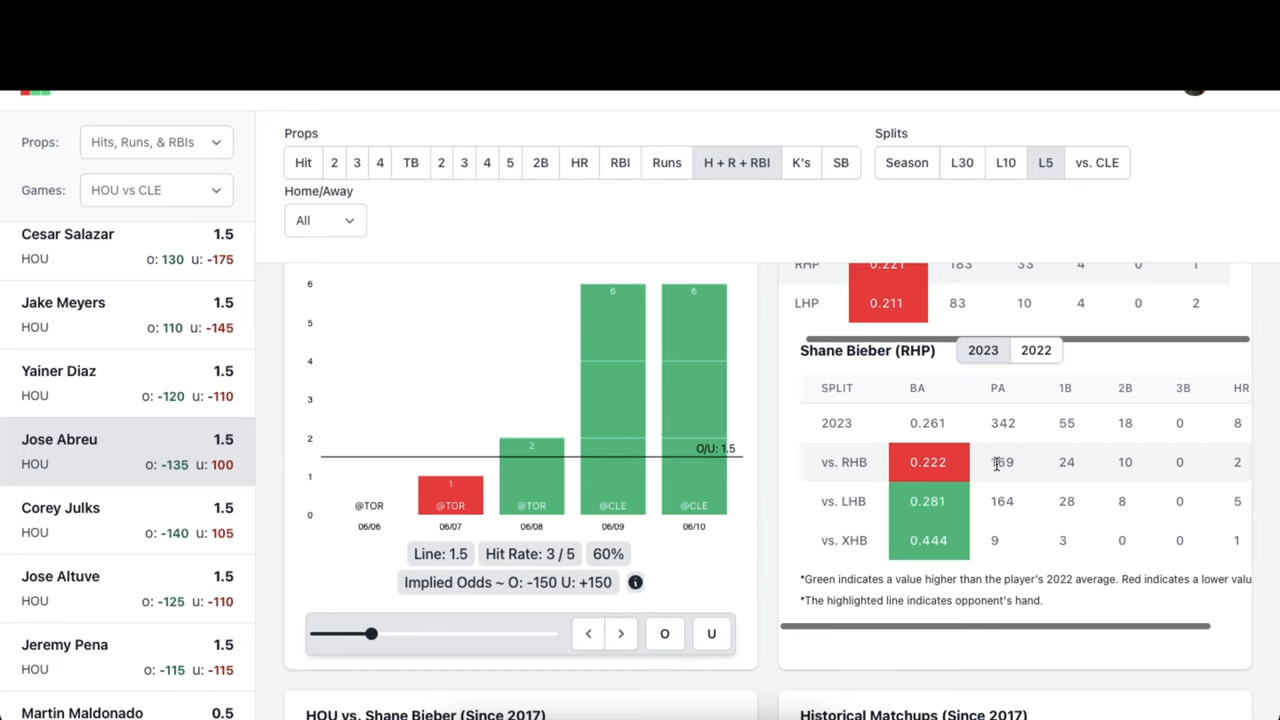 Props: Hits, Runs, & RBIs
Games: HOU vs CLE
Cesar Salazar 1.5
HOU o: 130 u: -175
Jake Meyers 1.5
HOU o: 110 u: -145
Yainer Diaz 1.5
HOU o: -120 u: -110
Jose Abreu 1.5
HOU o: -135 u: 100
Corey Julks 1.5
HOU o: -140 u: 105
Jose Altuve 1.5
HOU o: -125 u: -110
Jeremy Pena 1.5
HOU o: -115 u: -115
Martin Maldonado 0.5
Props
Hit 2 3 4 TB 2 3 4 5 2B HR RBI Runs H + R + RBI K's SB
Splits
Season L30 L10 L5 vs. CLE
Home/Away
All
6
5
4
3
2
1
0
6 6
2
1
O/U: 1.5
@TOR @TOR @TOR @CLE @CLE
06/06 06/07 06/08 06/09 06/10
Line: 1.5 Hit Rate: 3 / 5 60%
Implied Odds ~ O: -150 U: +150
< > O U
HOU vs. Shane Bieber (Since 2017)
RHP 0.221 183 33 4 0 1
LHP 0.211 83 10 4 0 2
Shane Bieber (RHP) 2023 2022
SPLIT BA PA 1B 2B 3B HR
2023 0.261 342 55 18 0 8
vs. RHB 0.222 169 24 10 0 2
vs. LHB 0.281 164 28 8 0 5
vs. XHB 0.444 9 3 0 0 1
*Green indicates a value higher than the player's 2022 average. Red indicates a lower valu
*The highlighted line indicates opponent's hand.
Historical Matchups (Since 2017)